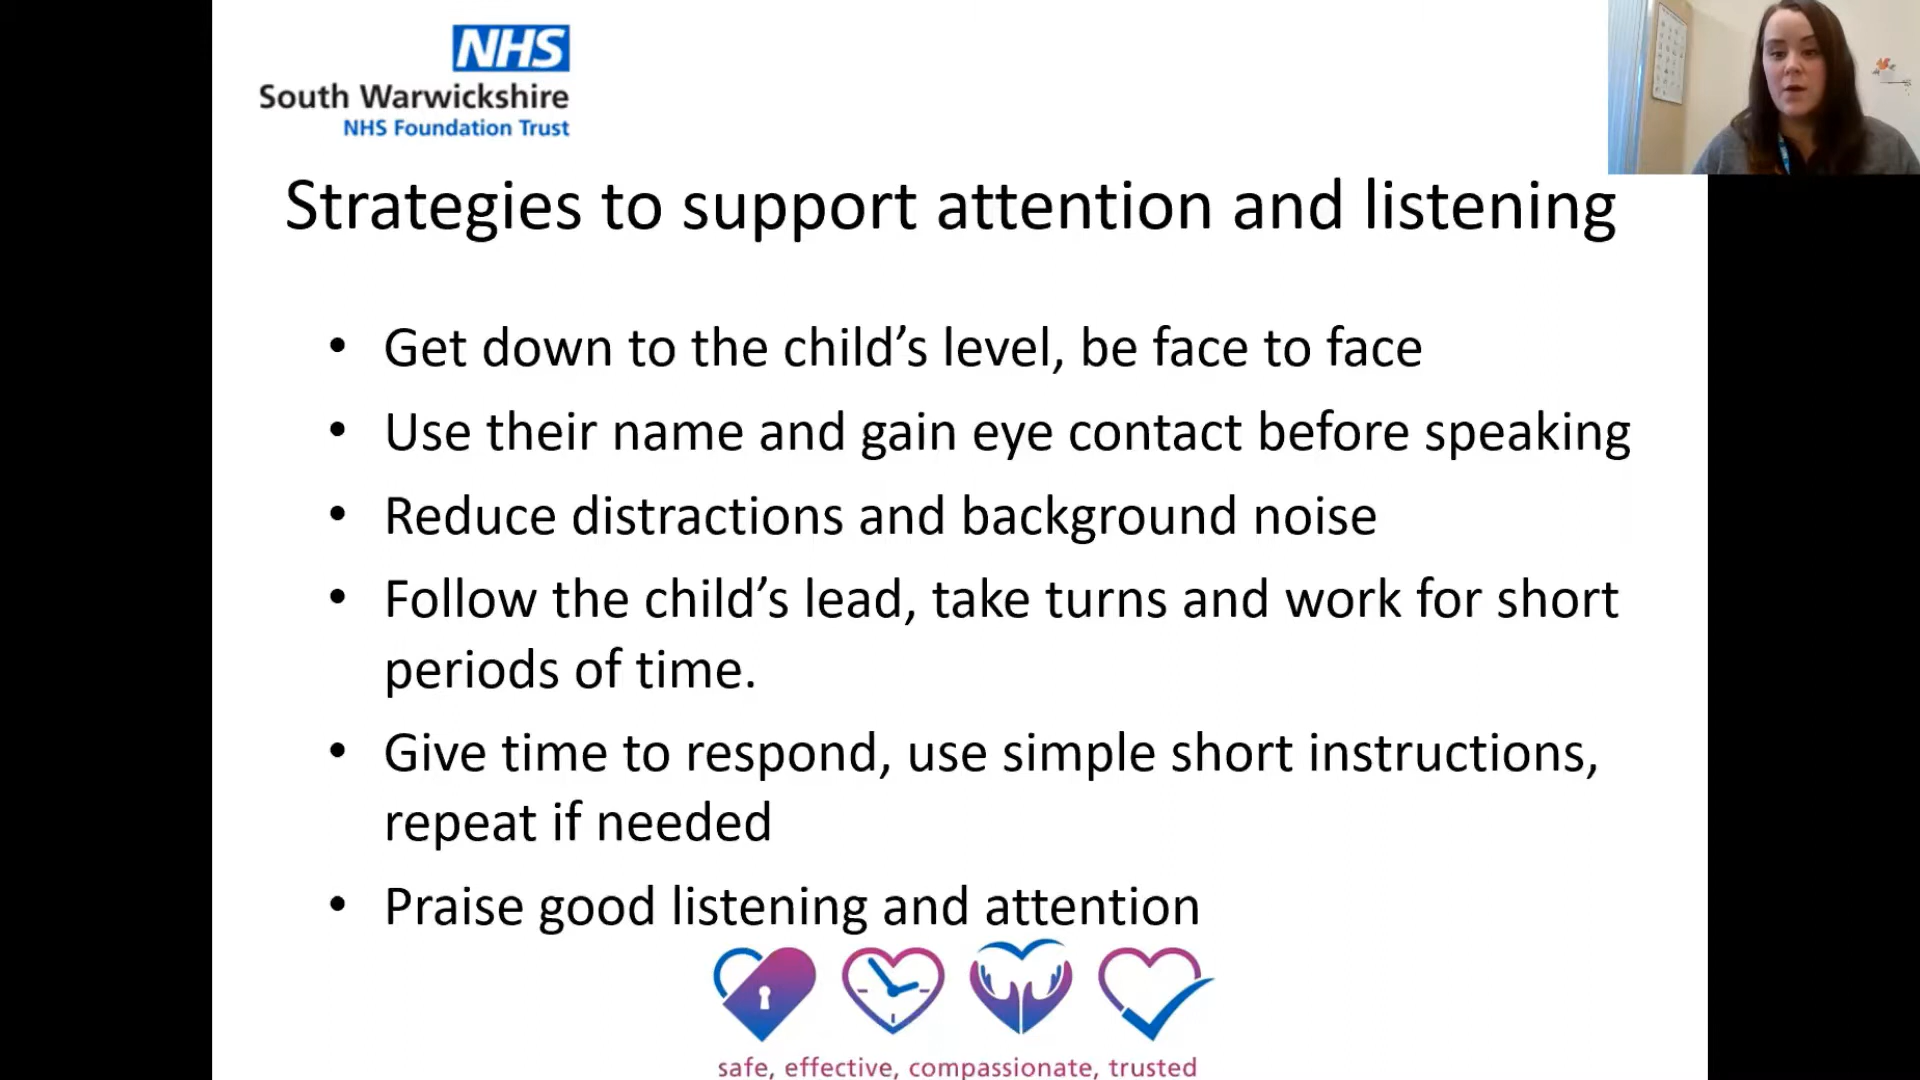 NHS
South Warwickshire
NHS Foundation Trust
Strategies to support attention and listening
• Get down to the child’s level, be face to face
• Use their name and gain eye contact before speaking
• Reduce distractions and background noise
• Follow the child’s lead, take turns and work for short
periods of time.
• Give time to respond, use simple short instructions,
repeat if needed
• Praise good listening and attention
safe, effective, compassionate, trusted